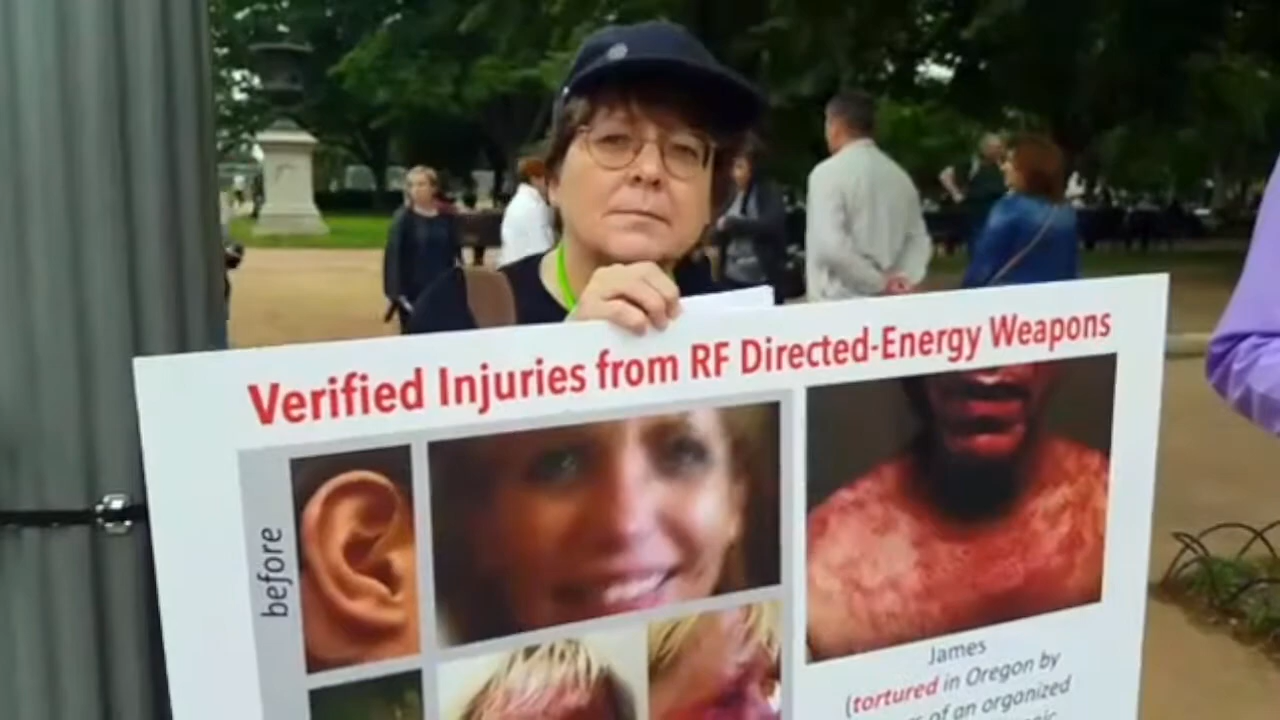 Verified Injuries from RF Directed-Energy Weapons
before
James
(tortured in Oregon by
of an organized